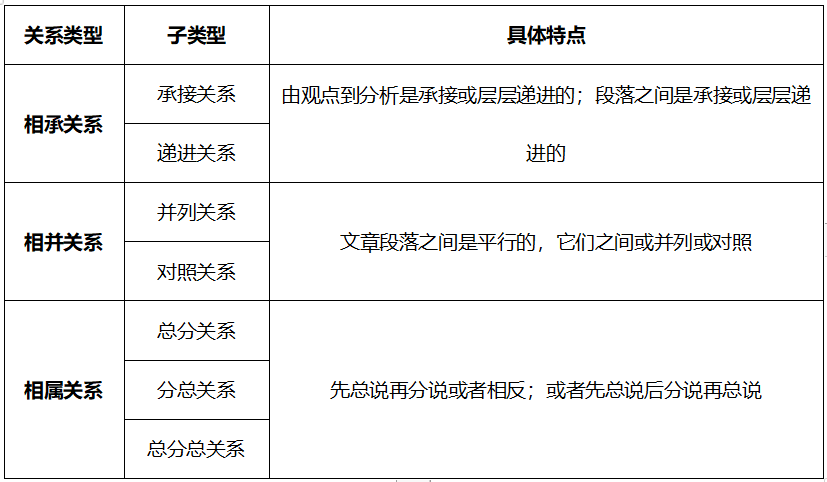 关系类型 子类型 具体特点
相承关系
承接关系
递进关系
由观点到分析是承接或层层递进的；段落之间是承接或层层递
进的
相并关系
并列关系
对照关系
文章段落之间是平行的，它们之间或并列或对照
相属关系
总分关系
分总关系
总分总关系
先总说再分说或者相反；或者先总说后分说再总说